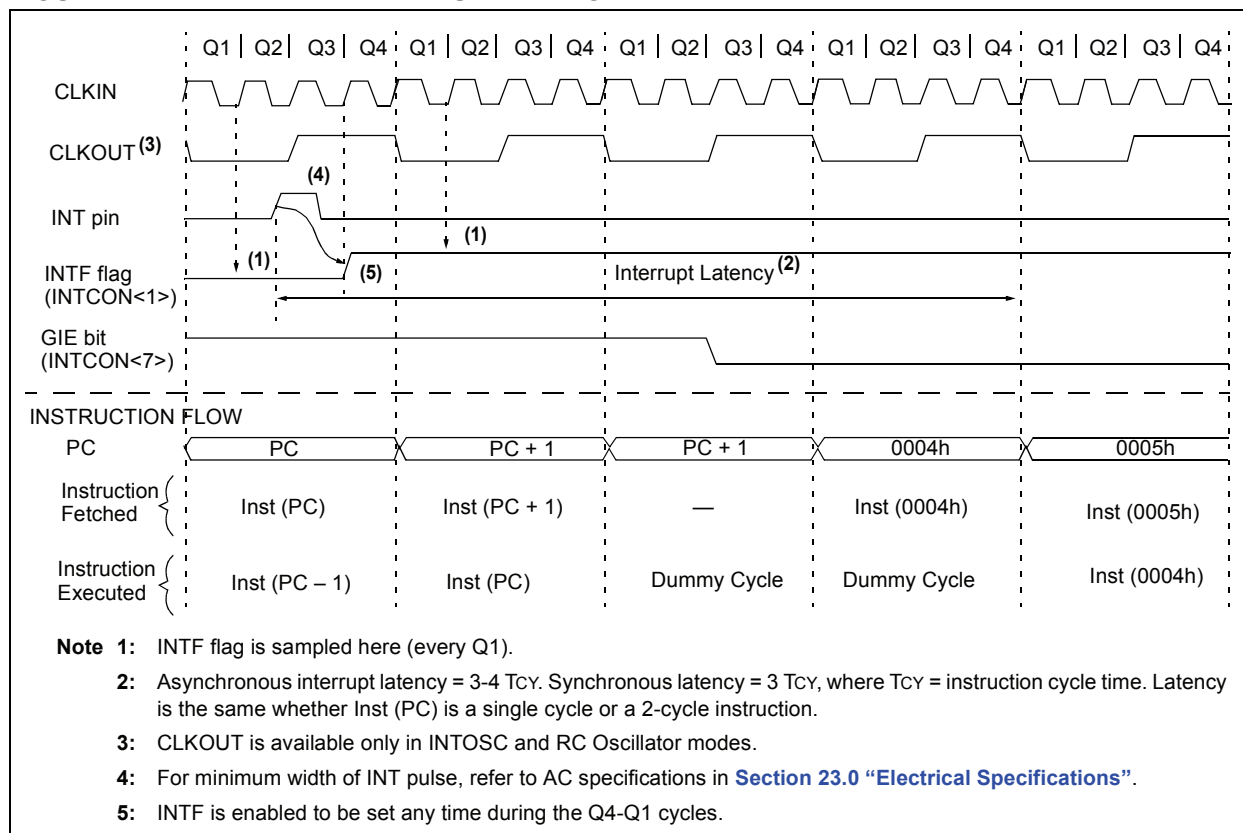 Q1 | Q2 | Q3 | Q4 Q1 | Q2 | Q3 | Q4 Q1 | Q2 | Q3 | Q4 Q1 | Q2 | Q3 | Q4 Q1 | Q2 | Q3 | Q4
CLKIN
CLKOUT (3)
(4)
INT pin
(1)
(1)
(5)
INTF flag
(INTCON<1>)
Interrupt Latency (2)
GIE bit
(INTCON<7>)
INSTRUCTION FLOW
PC PC PC + 1 PC + 1 0004h 0005h
Instruction
Fetched
Inst (PC) Inst (PC + 1) — Inst (0004h) Inst (0005h)
Instruction
Executed
Inst (PC – 1) Inst (PC) Dummy Cycle Dummy Cycle Inst (0004h)
Note 1: INTF flag is sampled here (every Q1).
2: Asynchronous interrupt latency = 3-4 TCY. Synchronous latency = 3 TCY, where TCY = instruction cycle time. Latency
is the same whether Inst (PC) is a single cycle or a 2-cycle instruction.
3: CLKOUT is available only in INTOSC and RC Oscillator modes.
4: For minimum width of INT pulse, refer to AC specifications in Section 23.0 “Electrical Specifications”.
5: INTF is enabled to be set any time during the Q4-Q1 cycles.